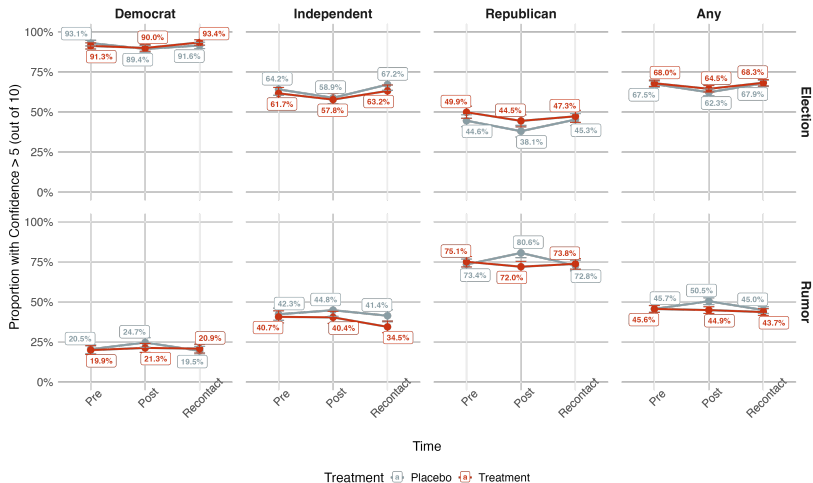 Democrat Independent Republican Any
Proportion with Confidence > 5 (out of 10)
100%
75%
50%
25%
0%
93.1% 93.4% 90.0% 91.3% 89.4% 91.6%
64.2% 58.9% 67.2% 61.7% 57.8% 63.2%
49.9% 44.5% 47.3% 44.6% 38.1% 45.3%
68.0% 64.5% 68.3% 67.5% 62.3% 67.9%
Election
100%
75%
50%
25%
0%
20.5% 24.7% 20.9% 19.9% 21.3% 19.5%
42.3% 44.8% 41.4% 40.7% 40.4% 34.5%
75.1% 80.6% 73.8% 73.4% 72.0% 72.8%
45.7% 50.5% 45.0% 45.6% 44.9% 43.7%
Rumor
Pre Post Recontact Pre Post Recontact Pre Post Recontact Pre Post Recontact
Time
Treatment a Placebo a Treatment